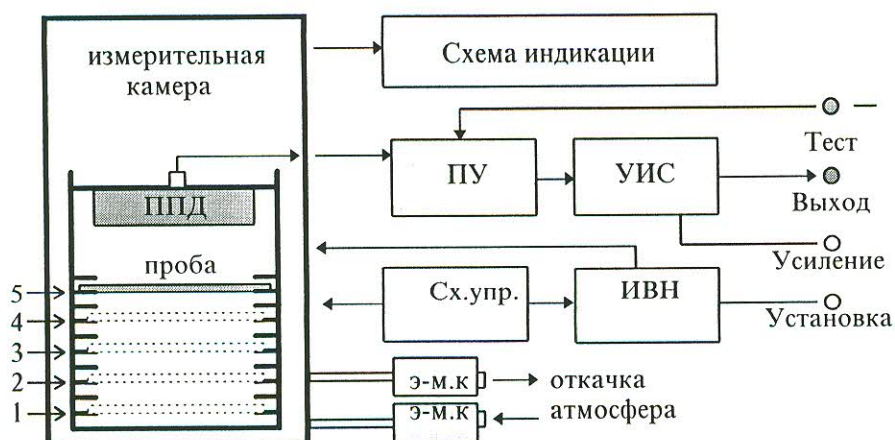 измерительная
камера
Схема индикации
Тест
ПУ
УИС
Выход
ППД
Усиление
проба
Сх.упр.
ИВН
Установка
5
4
3
2
1
э-м.к
откачка
э-м.к
атмосфера